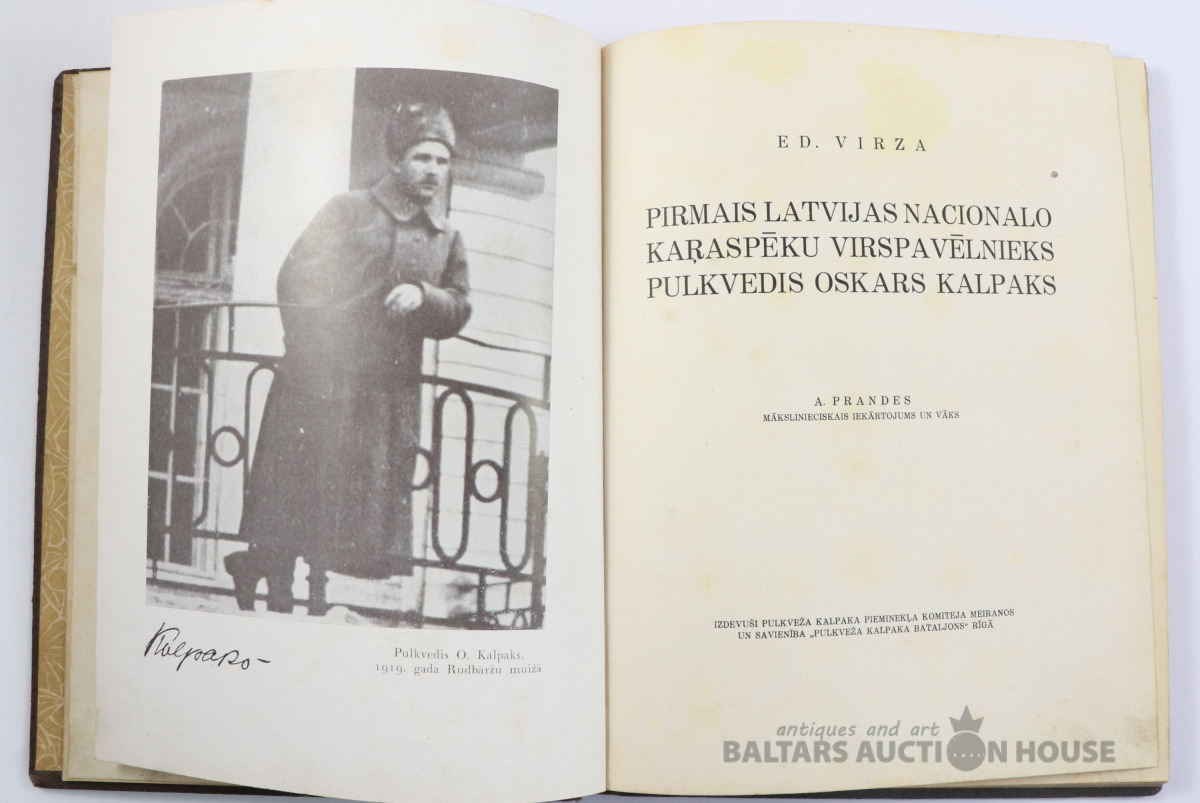 Kalpaks
Pulkvedis O. Kalpaks.
1919. gada Rudbāržu muižā
ED. VIRZA
PIRMAIS LATVIJAS NACIONALO
KAŖASPĒKU VIRSPAVĒLNIEKS
PULKVEDIS OSKARS KALPAKS
A. PRANDES
MĀKSLINIECISKAIS IEKĀRTOJUMS UN VĀKS
IZDEVUŠI PULKVEŽA KALPAKA PIEMINEKĻA KOMITEJA MEIRANOS
UN SAVIENĪBA „PULKVEŽA KALPAKA BATALJONS" RĪGĀ
antiques and art
BALTARS AUCTION HOUSE